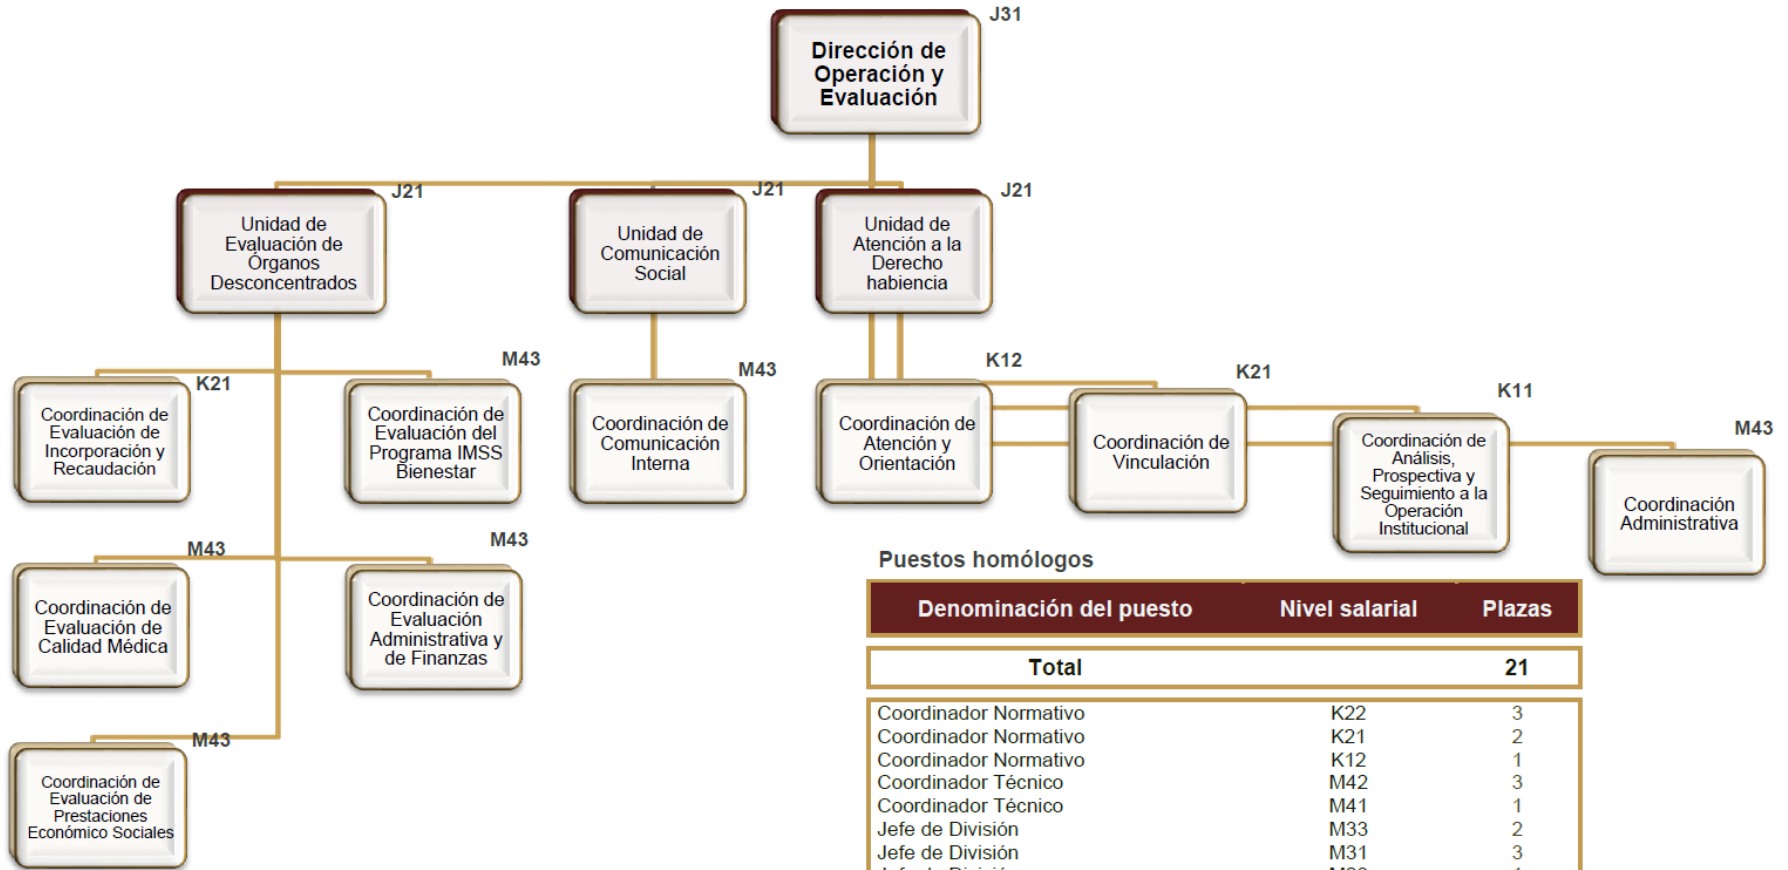 J31
Dirección de
Operación y
Evaluación
J21
Unidad de
Evaluación de
Órganos
Desconcentrados
J21
Unidad de
Comunicación
Social
J21
Unidad de
Atención a la
Derecho
habiencia
K21
Coordinación de
Evaluación de
Incorporación y
Recaudación
M43
Coordinación de
Evaluación del
Programa IMSS
Bienestar
M43
Coordinación de
Comunicación
Interna
K12
Coordinación de
Atención y
Orientación
K21
Coordinación de
Vinculación
K11
Coordinación de
Análisis,
Prospectiva y
Seguimiento a la
Operación
Institucional
M43
Coordinación
Administrativa
M43
Coordinación de
Evaluación de
Calidad Médica
M43
Coordinación de
Evaluación
Administrativa y
de Finanzas
M43
Coordinación de
Evaluación de
Prestaciones
Económico Sociales
Puestos homólogos
Denominación del puesto Nivel salarial Plazas
Total 21
Coordinador Normativo K22 3
Coordinador Normativo K21 2
Coordinador Normativo K12 1
Coordinador Técnico M42 3
Coordinador Técnico M41 1
Jefe de División M33 2
Jefe de División M31 3